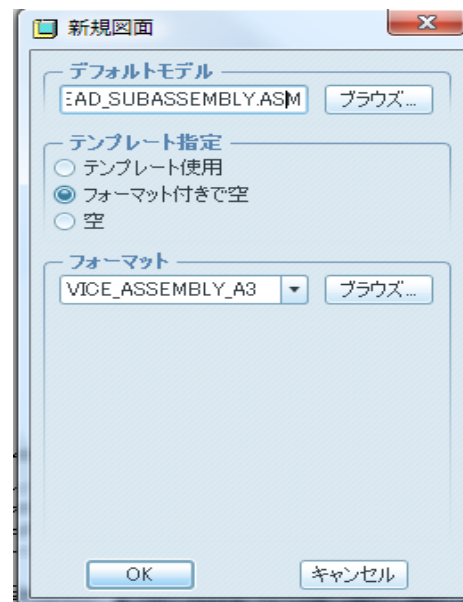 新規図面
デフォルトモデル
EAD_SUBASSEMBLY.ASM ブラウズ...
テンプレート指定
テンプレート使用
フォーマット付きで空
空
フォーマット
VICE_ASSEMBLY_A3 ブラウズ...
OK キャンセル